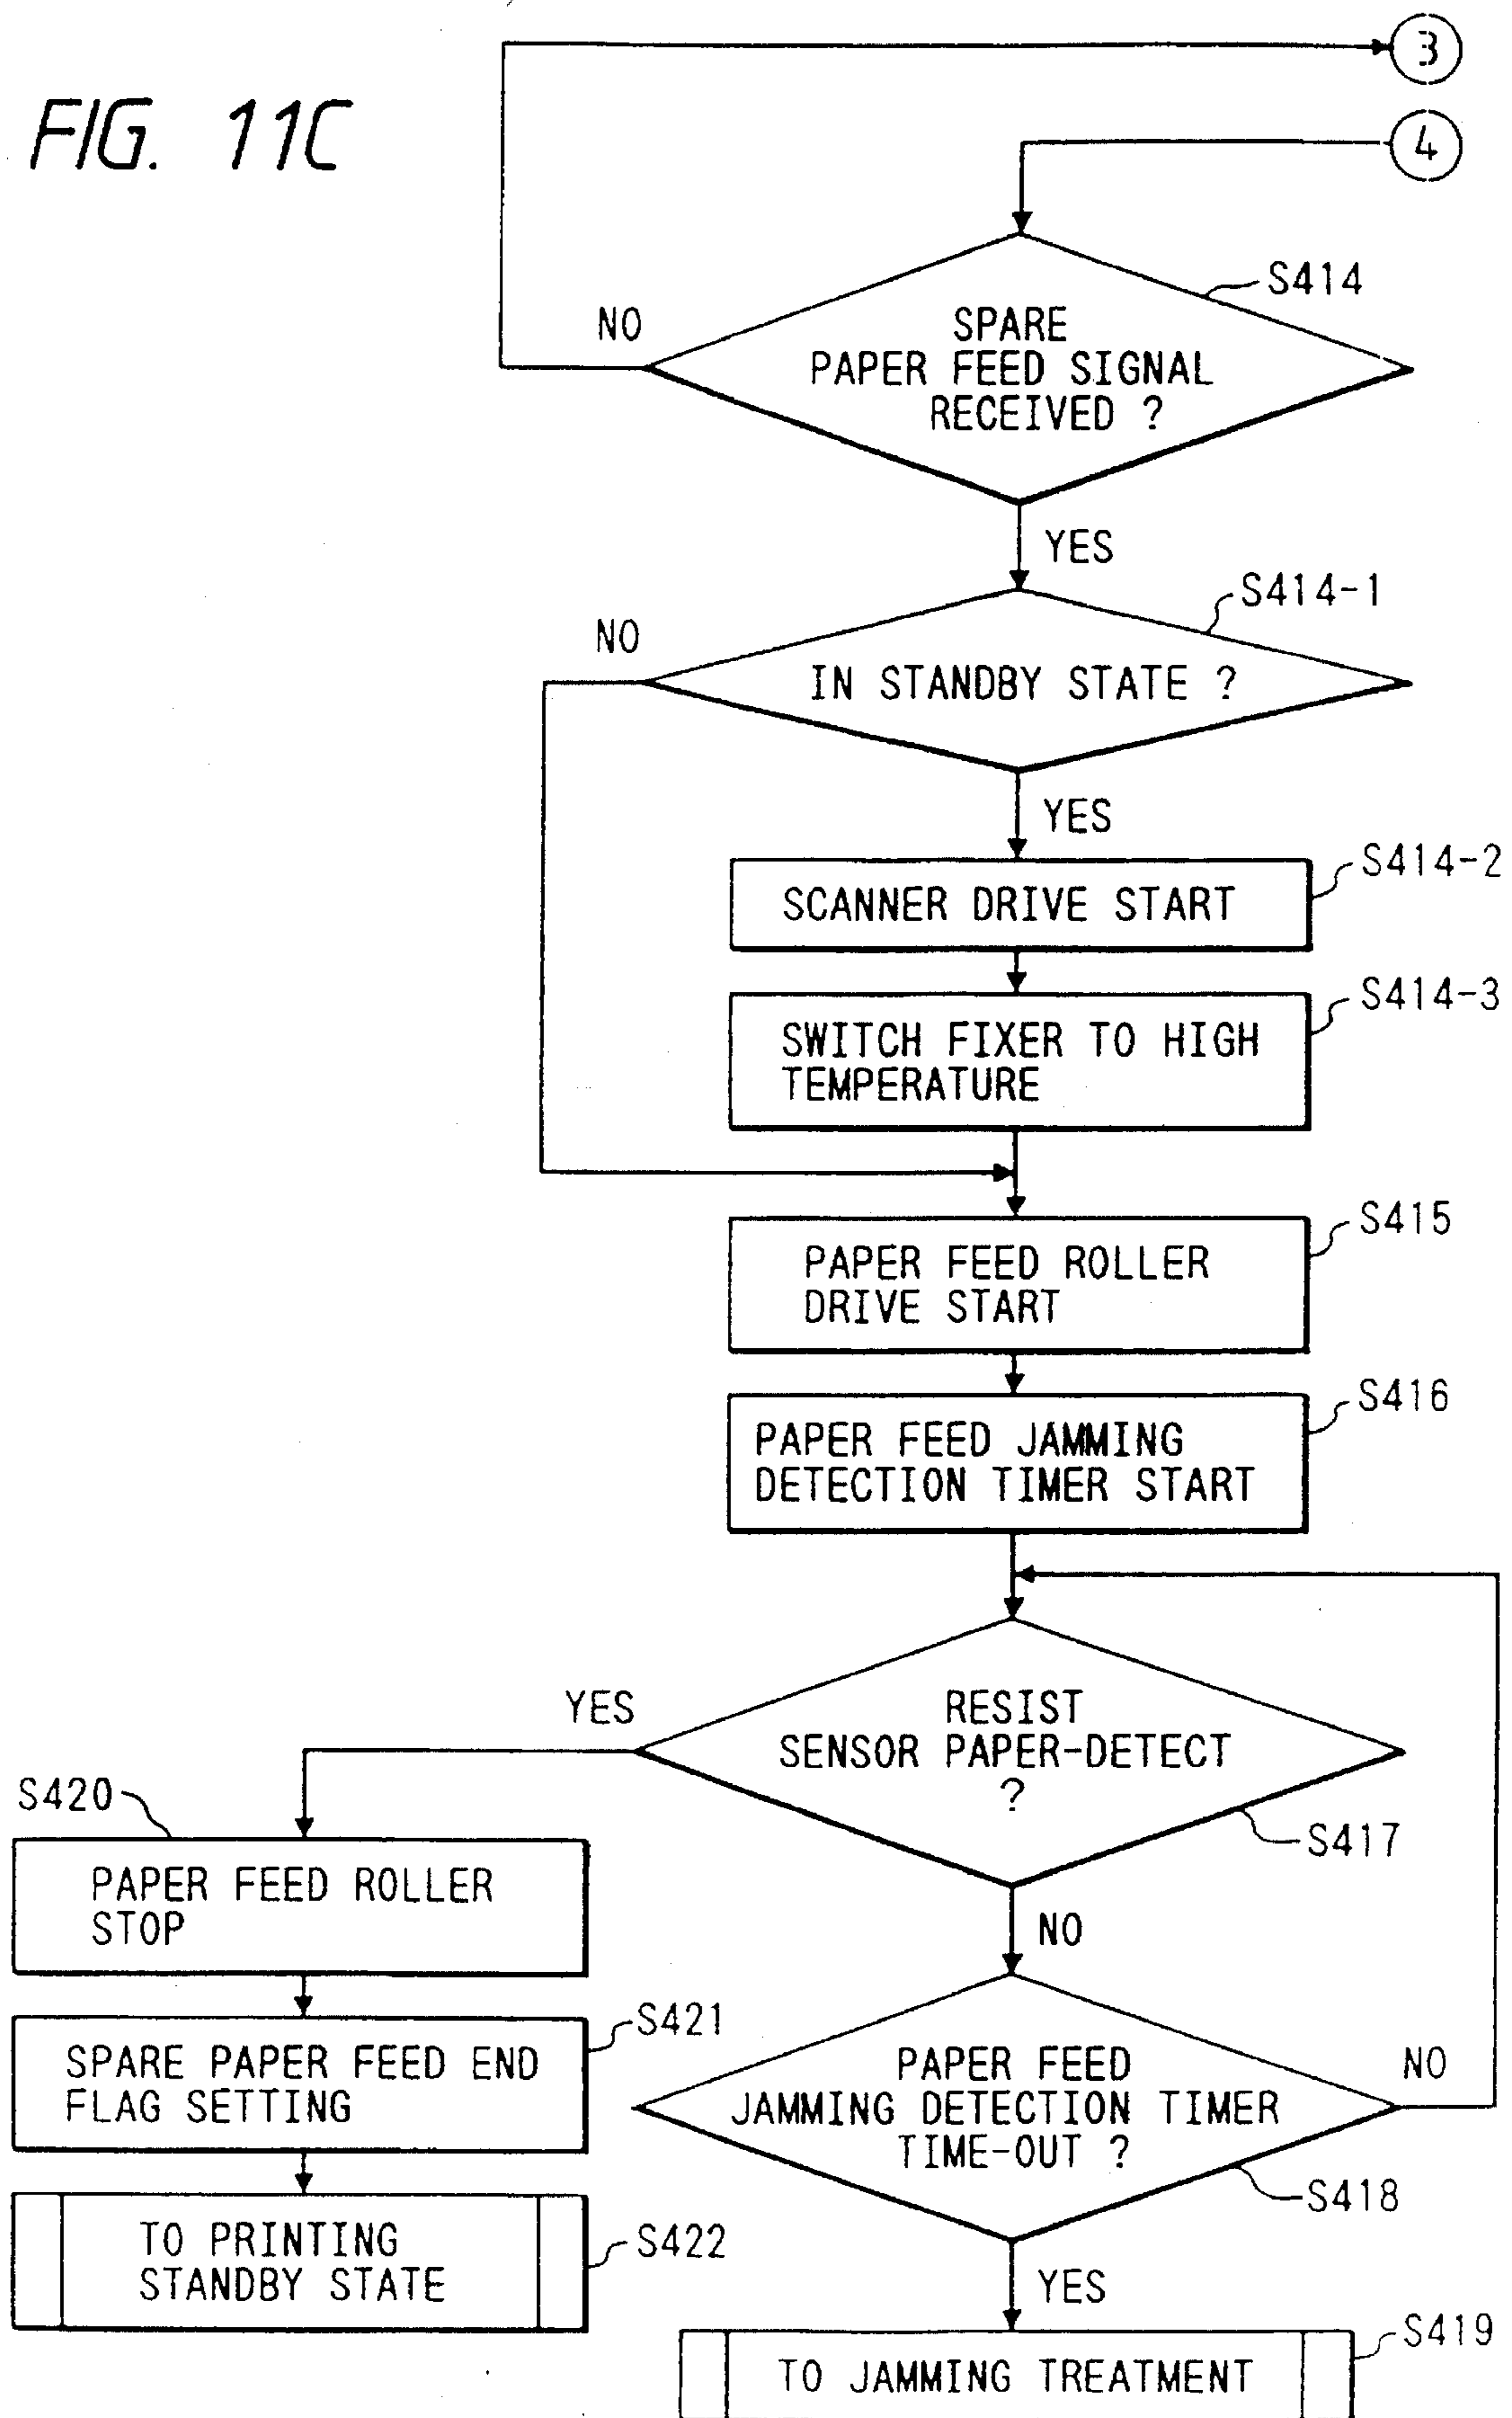 3
FIG. 11C
4
S414
NO
SPARE
PAPER FEED SIGNAL
RECEIVED ?
YES
S414-1
NO
IN STANDBY STATE ?
YES
S414-2
SCANNER DRIVE START
S414-3
SWITCH FIXER TO HIGH
TEMPERATURE
S415
PAPER FEED ROLLER
DRIVE START
S416
PAPER FEED JAMMING
DETECTION TIMER START
YES
RESIST
SENSOR PAPER-DETECT
?
S417
S420
PAPER FEED ROLLER
STOP
NO
S421
SPARE PAPER FEED END
FLAG SETTING
PAPER FEED
JAMMING DETECTION TIMER
TIME-OUT ?
NO
S418
TO PRINTING
STANDBY STATE
S422
YES
S419
TO JAMMING TREATMENT